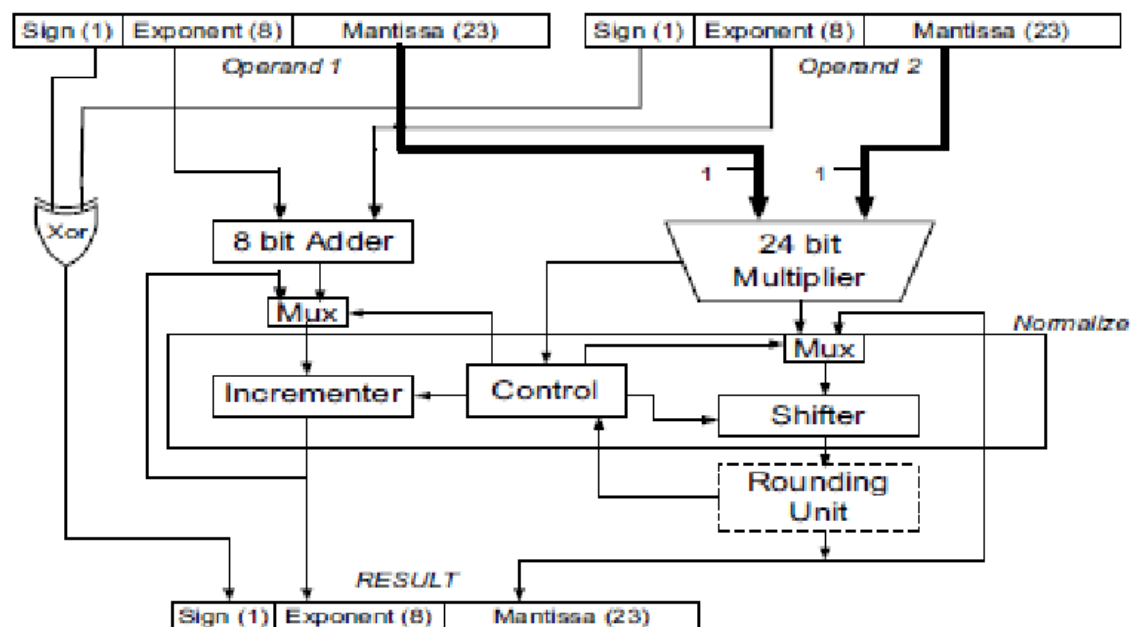 Sign (1) Exponent (8) Mantissa (23) Sign (1) Exponent (8) Mantissa (23)
Operand 1 Operand 2
1 1
Xor
8 bit Adder
24 bit
Multiplier
Mux
Normalize
Mux
Incrementer
Control
Shifter
Rounding
Unit
RESULT
Sign (1) Exponent (8) Mantissa (23)